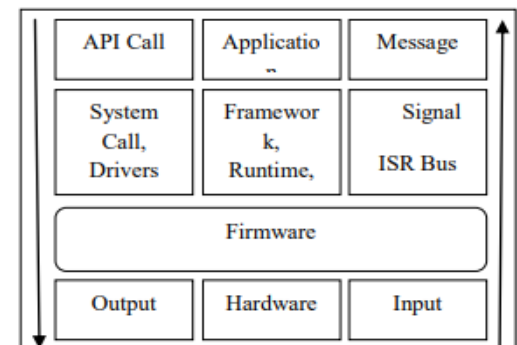 API Call
Applicatio
n
Message
System
Call,
Drivers
Framewor
k,
Runtime,
Signal
ISR Bus
Firmware
Output
Hardware
Input